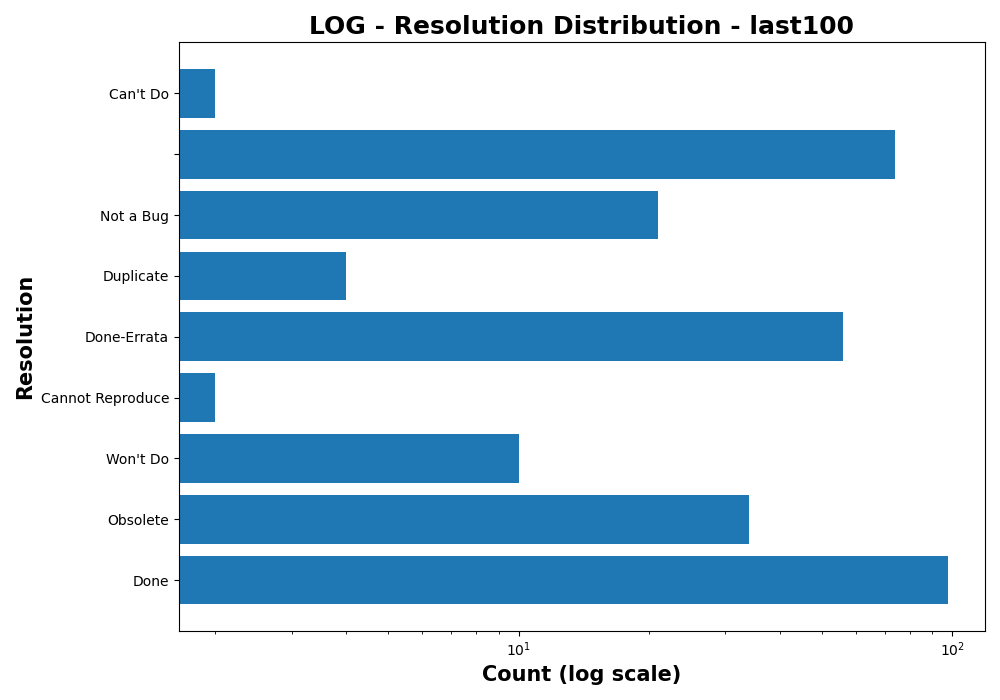 LOG - Resolution Distribution - last100
Can't Do
Not a Bug
Duplicate
Done-Errata
Cannot Reproduce
Won't Do
Obsolete
Done
Resolution
10¹
10²
Count (log scale)